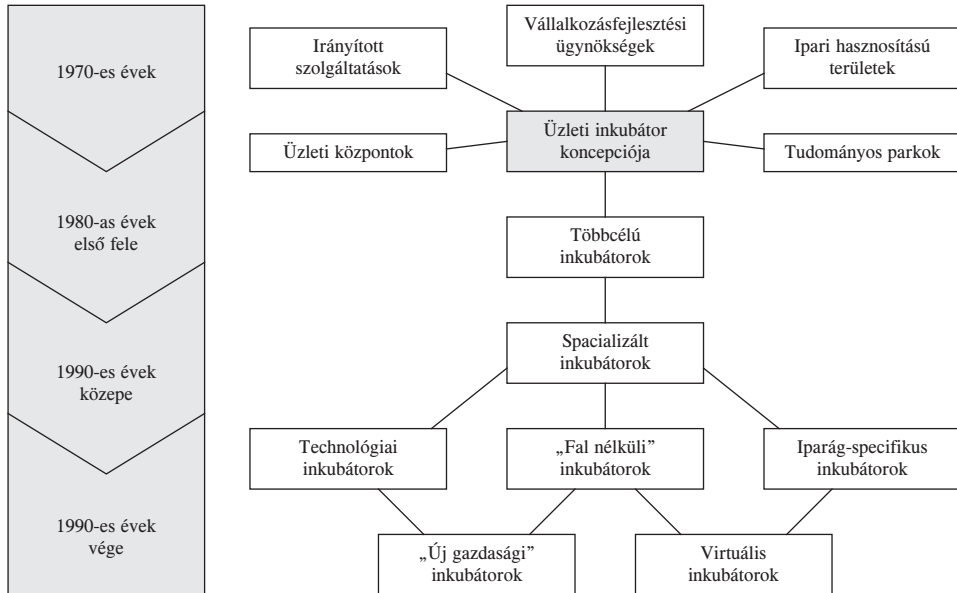 1970-es évek
Irányított
szolgáltatások
Vállalkozásfejlesztési
ügynökségek
Ipari hasznosítású
területek
Üzleti központok
Üzleti inkubátor
koncepciója
Tudományos parkok
1980-as évek
első fele
Többcélú
inkubátorok
1990-es évek
közepe
Spacializált
inkubátorok
Technológiai
inkubátorok
„Fal nélküli”
inkubátorok
Iparág-specifikus
inkubátorok
1990-es évek
vége
„Új gazdasági”
inkubátorok
Virtuális
inkubátorok